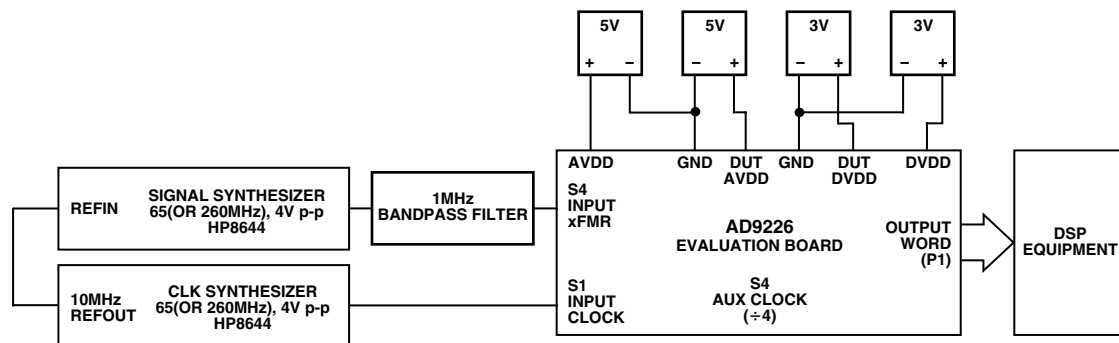 5V
5V
3V
3V
+ −
− +
− +
− +
AVDD
GND
DUT
AVDD
GND
DUT
DVDD
DVDD
REFIN
SIGNAL SYNTHESIZER
65(OR 260MHz), 4V p-p
HP8644
1MHz
BANDPASS FILTER
S4
INPUT
xFMR
AD9226
EVALUATION BOARD
OUTPUT
WORD
(P1)
DSP
EQUIPMENT
10MHz
REFOUT
CLK SYNTHESIZER
65(OR 260MHz), 4V p-p
HP8644
S1
INPUT
CLOCK
S4
AUX CLOCK
(÷4)